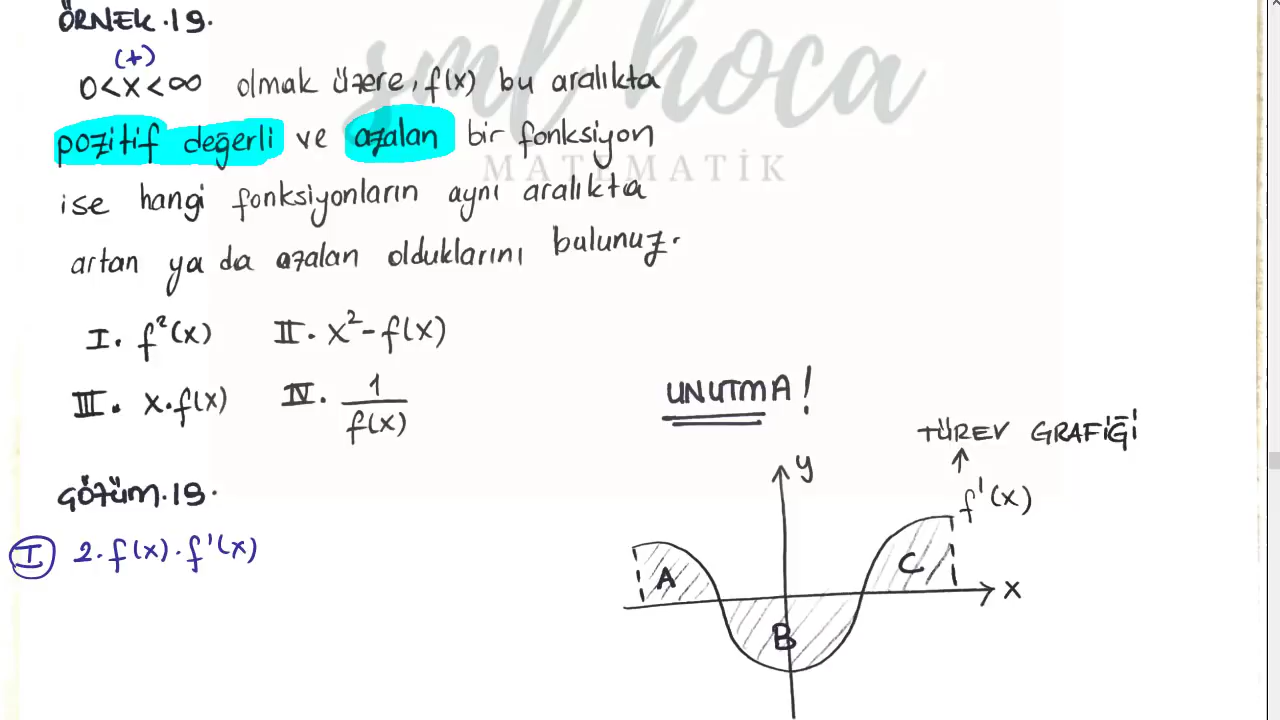 ÖRNEK.19.
(+)
0<x<∞ olmak üzere, f(x) bu aralıkta
pozitif değerli ve azalan bir fonksiyon
ise hangi fonksiyonların aynı aralıkta
artan ya da azalan olduklarını bulunuz.
I. f²(x) II. x²-f(x)
III. x.f(x) IV. 1/f(x)
ÇÖZÜM.19.
I 2.f(x).f'(x)
UNUTMA!
TÜREV GRAFİĞİ
y
f'(x)
A
C
x
B
sml hoca
MATEMATİK